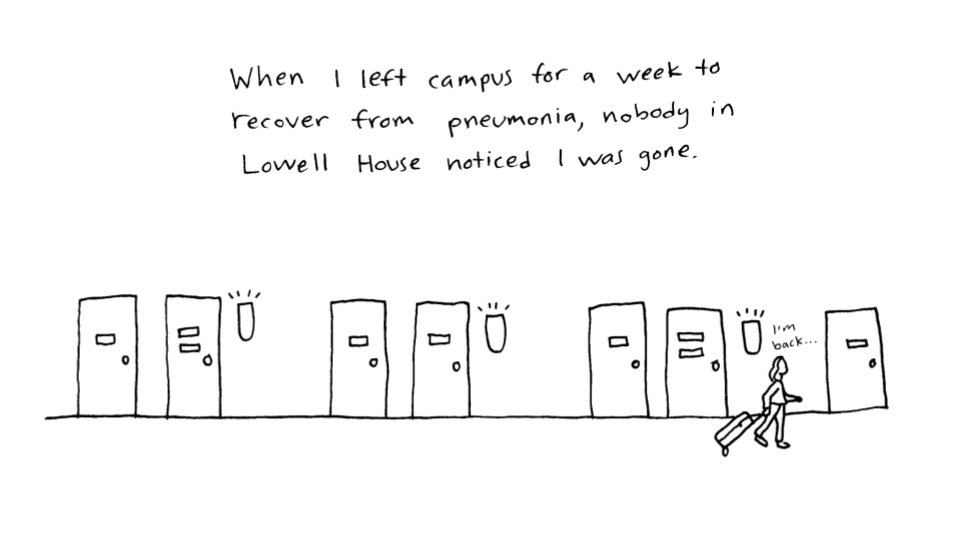 When I left campus for a week to
recover from pneumonia, nobody in
Lowell House noticed I was gone.
I'm
back...